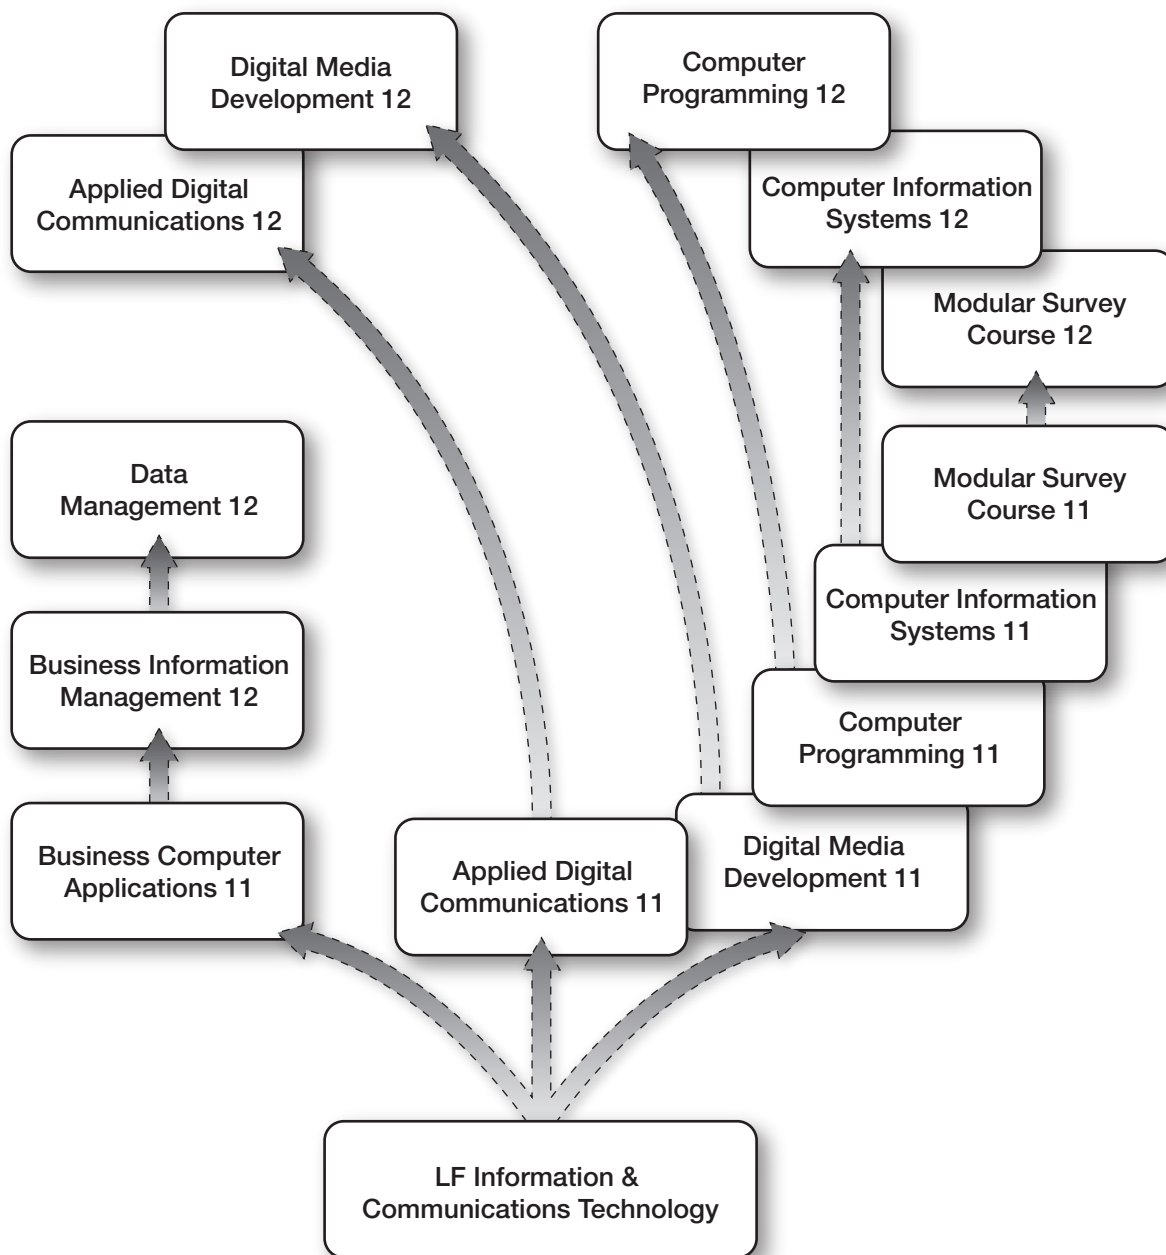 Digital Media
Development 12
Computer
Programming 12
Applied Digital
Communications 12
Computer Information
Systems 12
Modular Survey
Course 12
Data
Management 12
Modular Survey
Course 11
Computer Information
Systems 11
Business Information
Management 12
Computer
Programming 11
Business Computer
Applications 11
Applied Digital
Communications 11
Digital Media
Development 11
LF Information &
Communications Technology